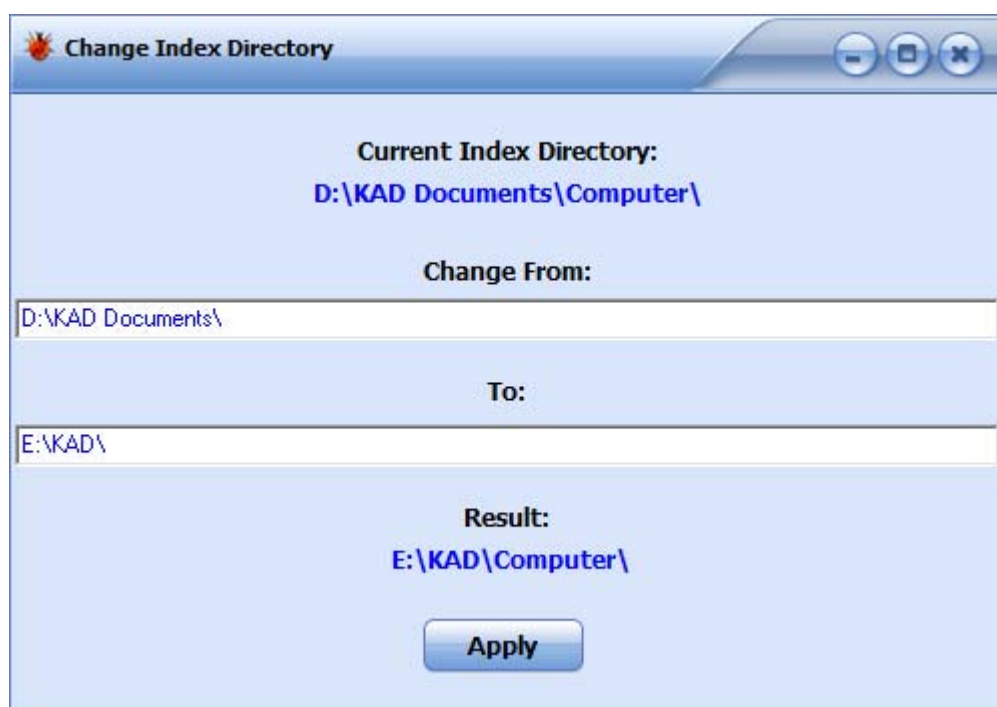 Change Index Directory
Current Index Directory:
D:\KAD Documents\Computer\
Change From:
D:\KAD Documents\
To:
E:\KAD\
Result:
E:\KAD\Computer\
Apply